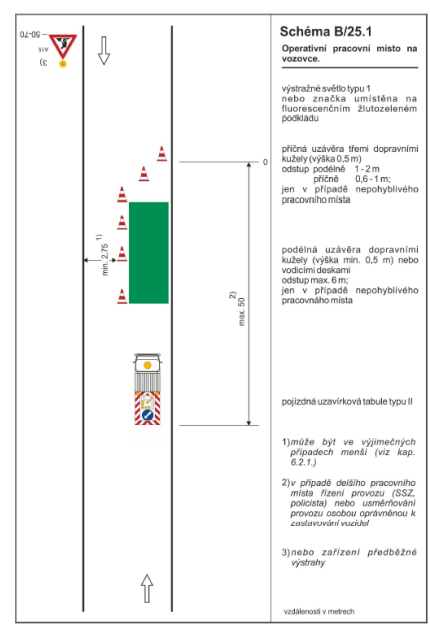 50-70
A15
3)
1)
min. 2,75
0
2)
max. 50
Schéma B/25.1
Operativní pracovní místo na
vozovce.
výstražné světlo typu 1
nebo značka umístěna na
fluorescenčním žlutozeleném
podkladu
příčná uzávěra třemi dopravními
kužely (výška 0,5 m)
odstup podélně 1 - 2 m
příčně 0,6 - 1 m;
jen v případě nepohyblivého
pracovního místa
podélná uzávěra dopravními
kužely (výška min. 0,5 m) nebo
vodicími deskami
odstup max. 6 m;
jen v případě nepohyblivého
pracovnáho místa
pojízdná uzavírková tabule typu II
1) může být ve výjimečných
případech menší (viz kap.
6.2.1.)
2) v případě delšího pracovního
místa řízení provozu (SSZ,
policista) nebo usměrňování
provozu osobou oprávněnou k
zastavování vozidel
3) nebo zařízení předběžné
výstrahy
vzdálenosti v metrech